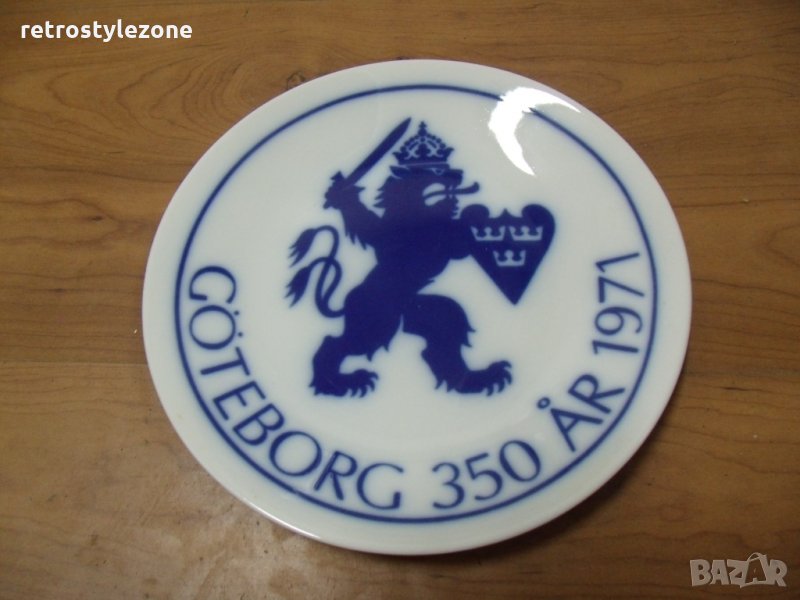 retrostylezone
GÖTEBORG 350 ÅR 1971
BAZAR